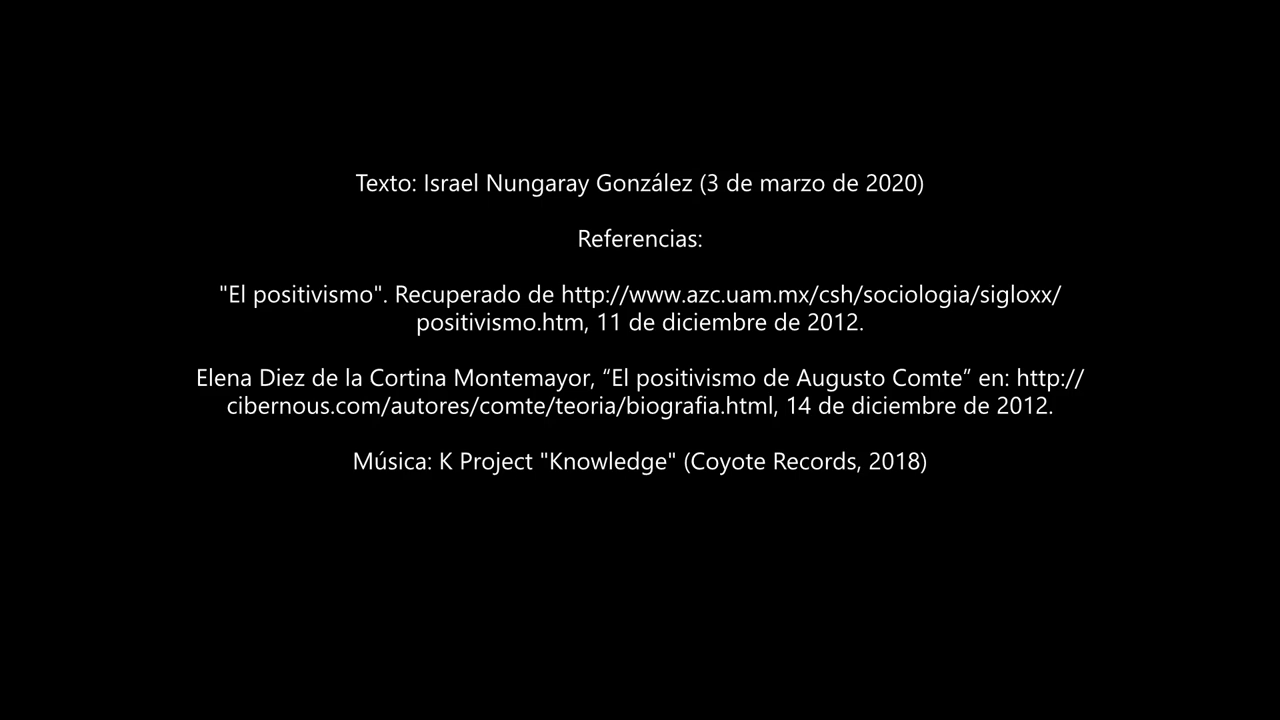 Texto: Israel Nungaray González (3 de marzo de 2020)
Referencias:
"El positivismo". Recuperado de http://www.azc.uam.mx/csh/sociologia/sigloxx/
positivismo.htm, 11 de diciembre de 2012.
Elena Diez de la Cortina Montemayor, “El positivismo de Augusto Comte” en: http://
cibernous.com/autores/comte/teoria/biografia.html, 14 de diciembre de 2012.
Música: K Project "Knowledge" (Coyote Records, 2018)